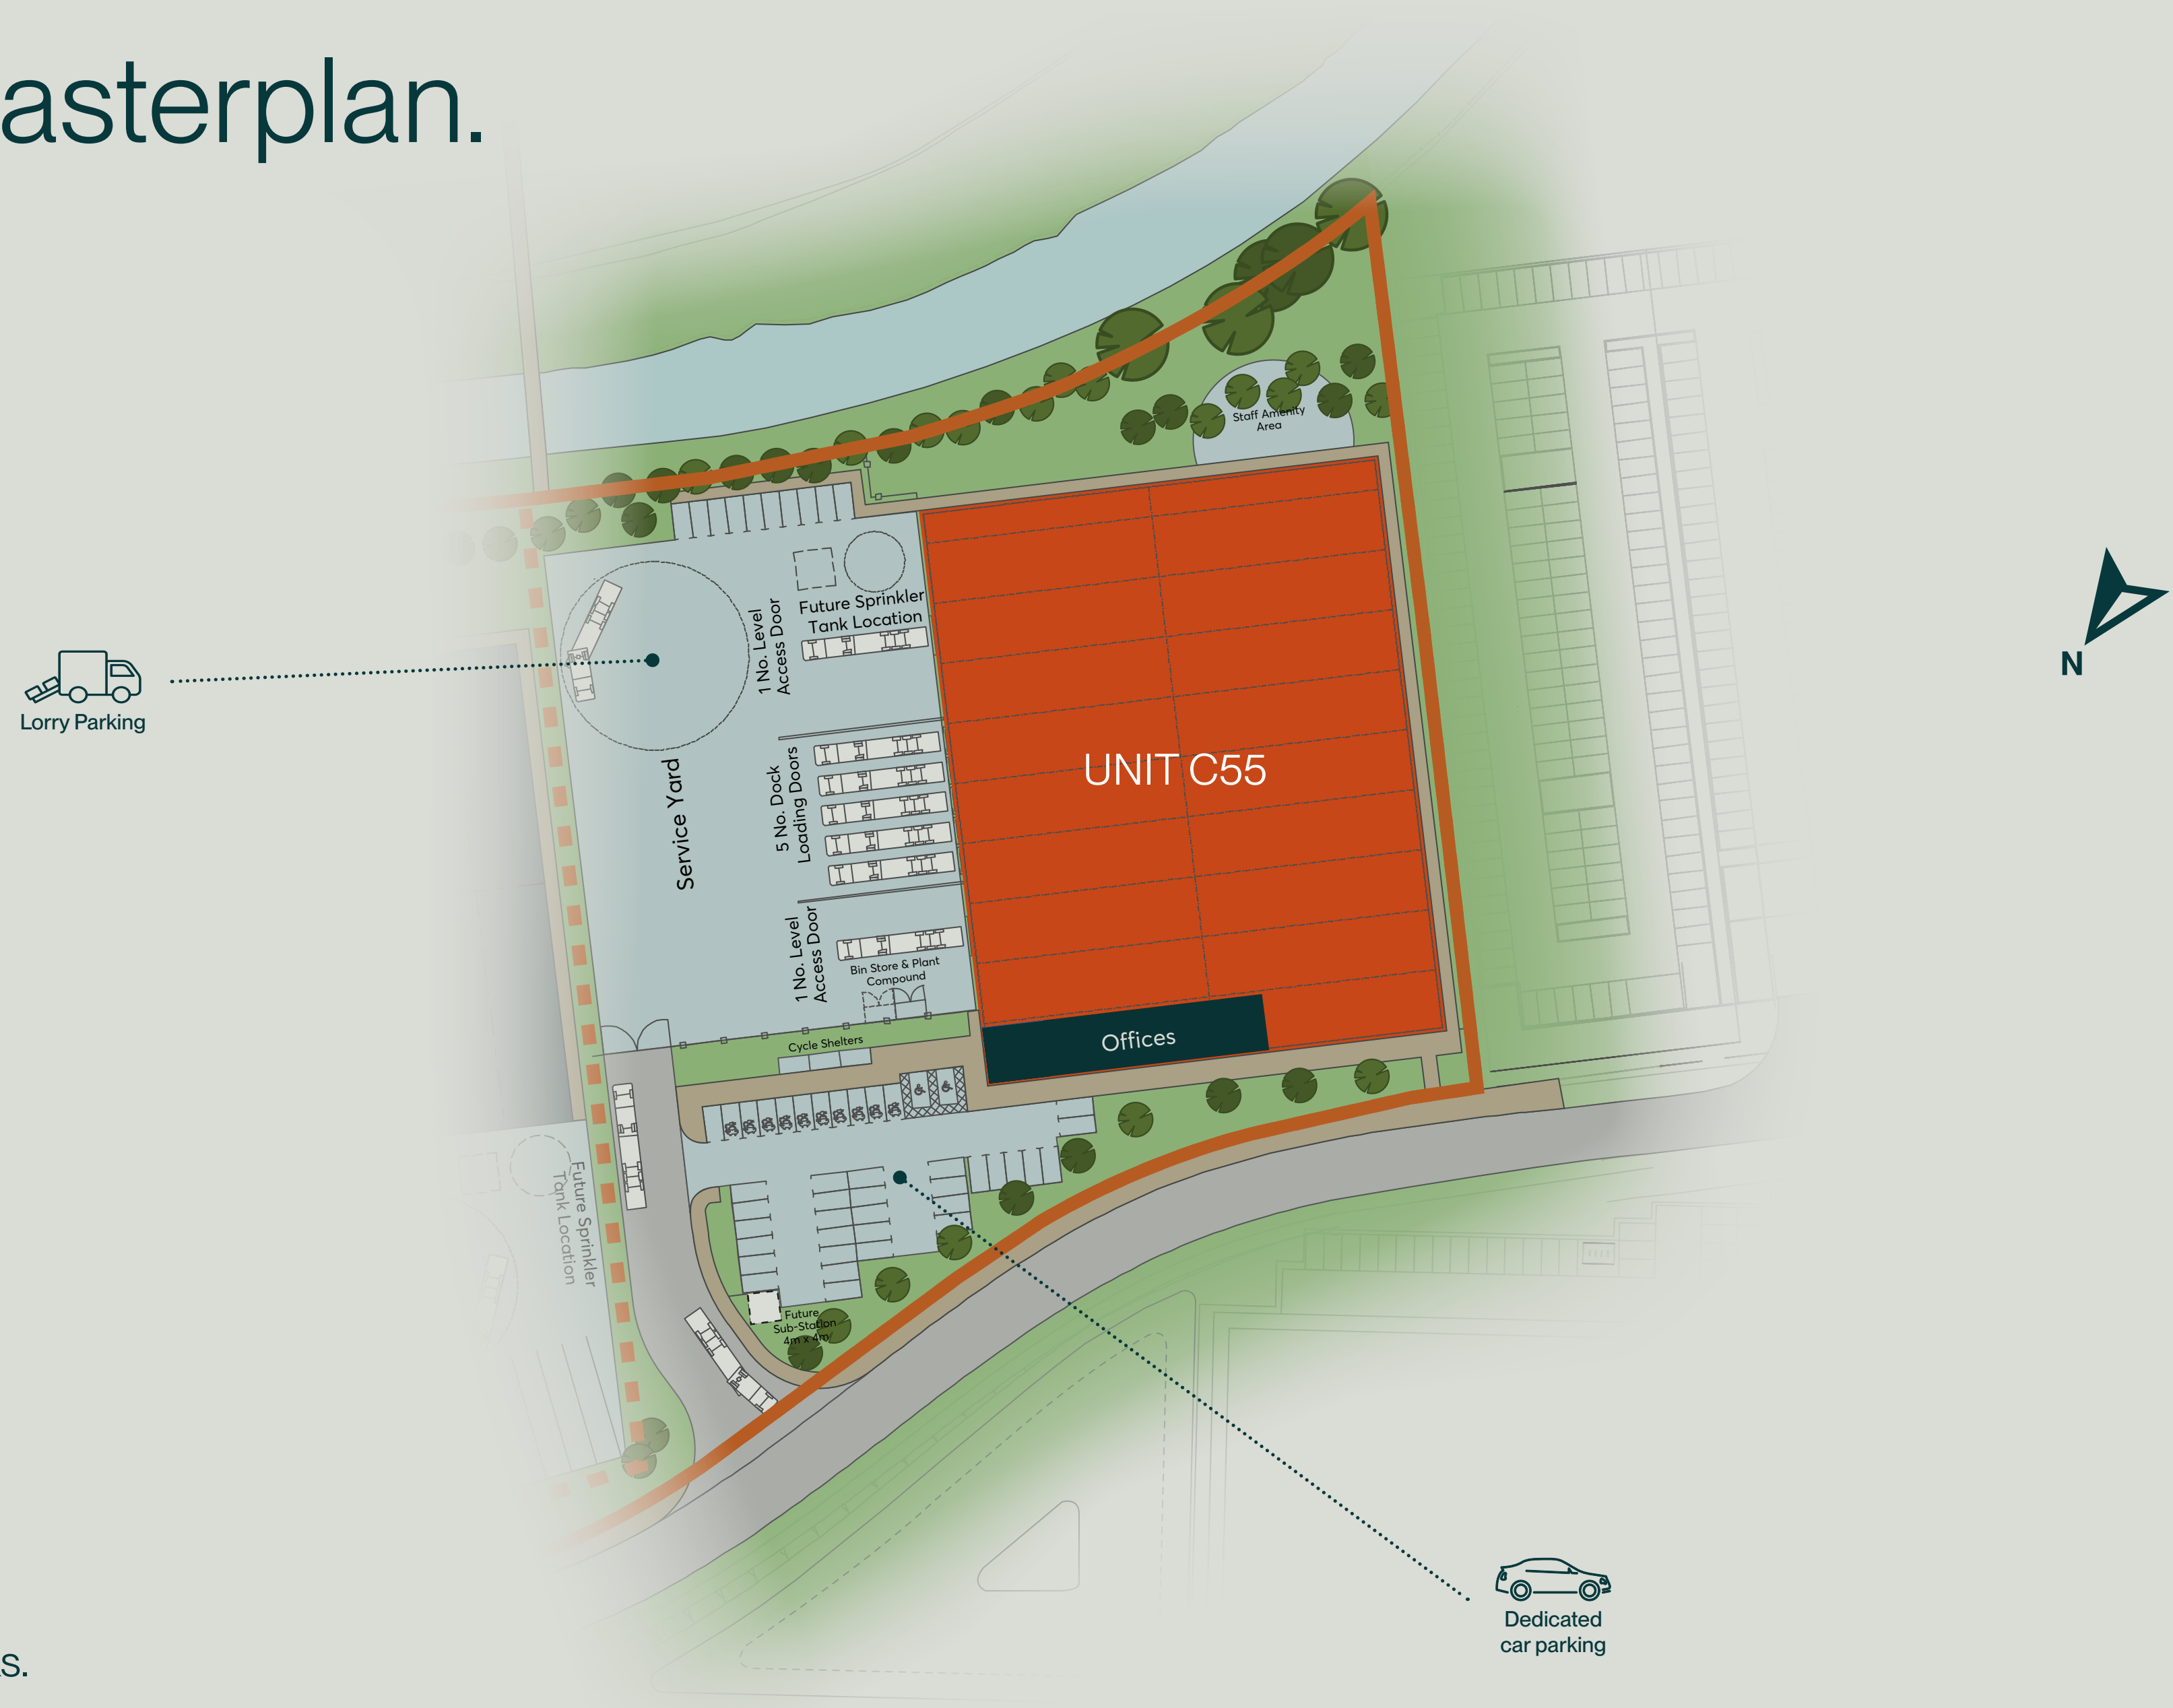 asterplan.
Staff Amenity
Area
Future Sprinkler
Tank Location
1 No. Level
Access Door
Lorry Parking
N
UNIT C55
5 No. Dock
Loading Doors
Service Yard
1 No. Level
Access Door
Bin Store & Plant
Compound
Offices
Cycle Shelters
Future Sprinkler
Tank Location
Future
Sub-Station
4m x 4m
Dedicated
car parking
s.